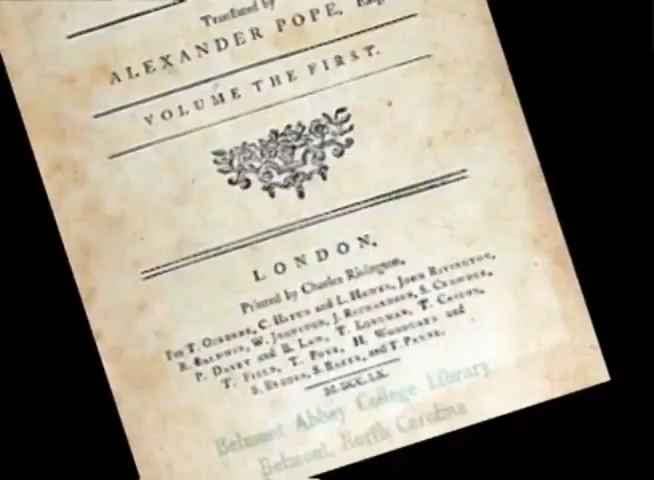 Translated by
ALEXANDER POPE, Esq;
VOLUME THE FIRST.
LONDON,
Printed by Charles Rivington,
For T. OSBORNE, C. HITCH and L. HAWES, JOHN RIVINGTON,
R. BALDWIN, W. JOHNSTON, J. RICHARDSON, S. CROWDER,
P. DAVEY and B. LAW, T. LONGMAN, T. CASLON,
T. FIELD, T. POTE, H. WOODGATE and
S. BROOKS, S. BAKER, and T. PAYNE.
M.DCC.LX.
Belmont Abbey College Library
Belmont, North Carolina